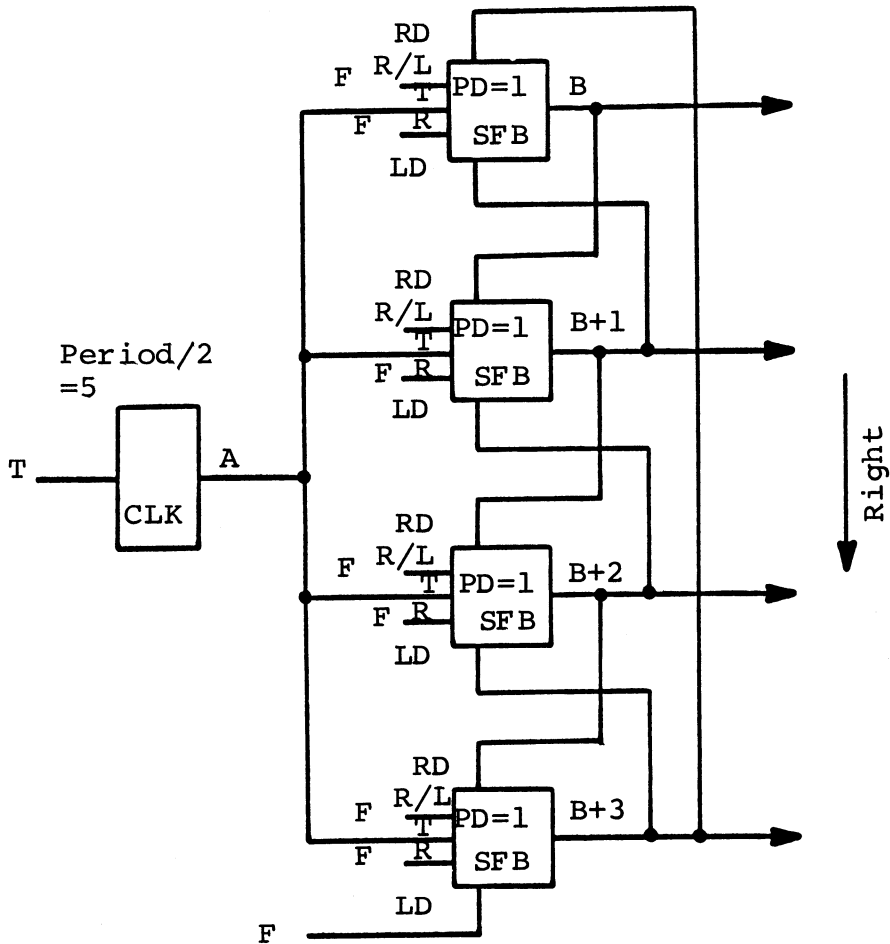 RD
F R/L
T PD=1 B
F R SFB
LD
RD
R/L
T PD=1 B+1
F R SFB
LD
Period/2
=5
T A
CLK
Right
RD
F R/L
T PD=1 B+2
F R SFB
LD
RD
F R/L
T PD=1 B+3
F R SFB
LD
F